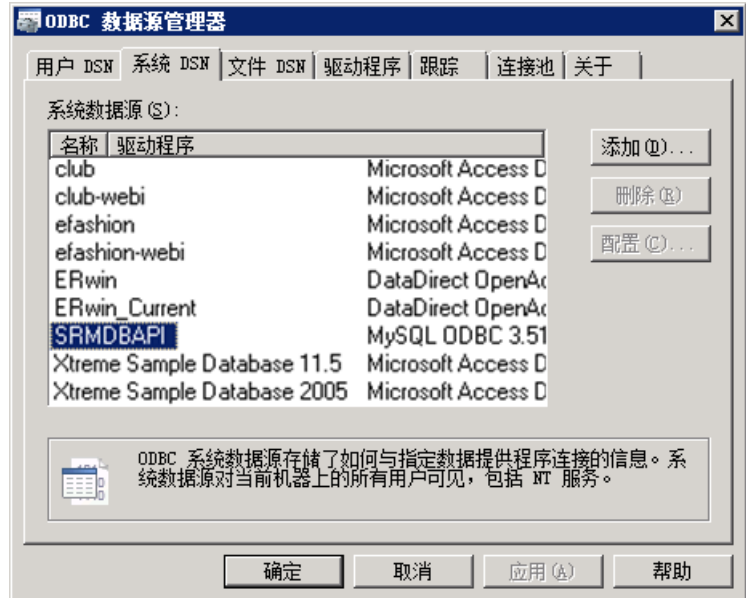 ODBC 数据源管理器
用户 DSN 系统 DSN 文件 DSN 驱动程序 跟踪 连接池 关于
系统数据源(S):
名称 驱动程序
club Microsoft Access D
club-webi Microsoft Access D
efashion Microsoft Access D
efashion-webi Microsoft Access D
ERwin DataDirect OpenAc
ERwin_Current DataDirect OpenAc
SRMDBAPI MySQL ODBC 3.51
Xtreme Sample Database 11.5 Microsoft Access D
Xtreme Sample Database 2005 Microsoft Access D
添加(D)...
删除(R)
配置(C)...
ODBC 系统数据源存储了如何与指定数据提供程序连接的信息。系
统数据源对当前机器上的所有用户可见，包括 NT 服务。
确定 取消 应用(A) 帮助